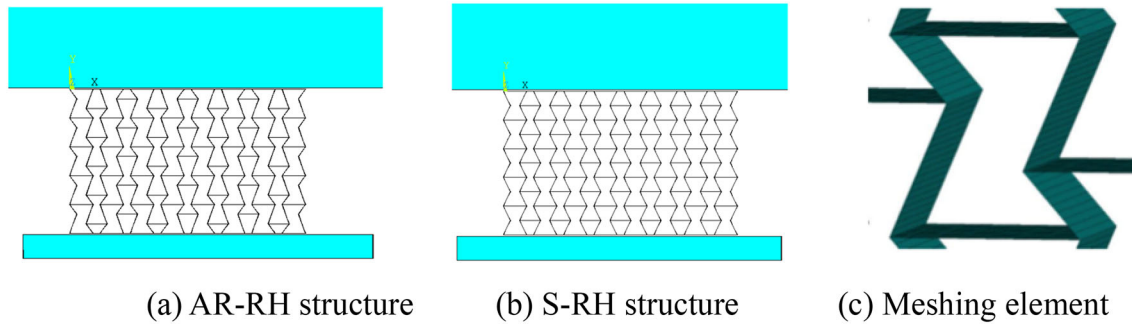 Y
X
Y
X
(a) AR-RH structure
(b) S-RH structure
(c) Meshing element